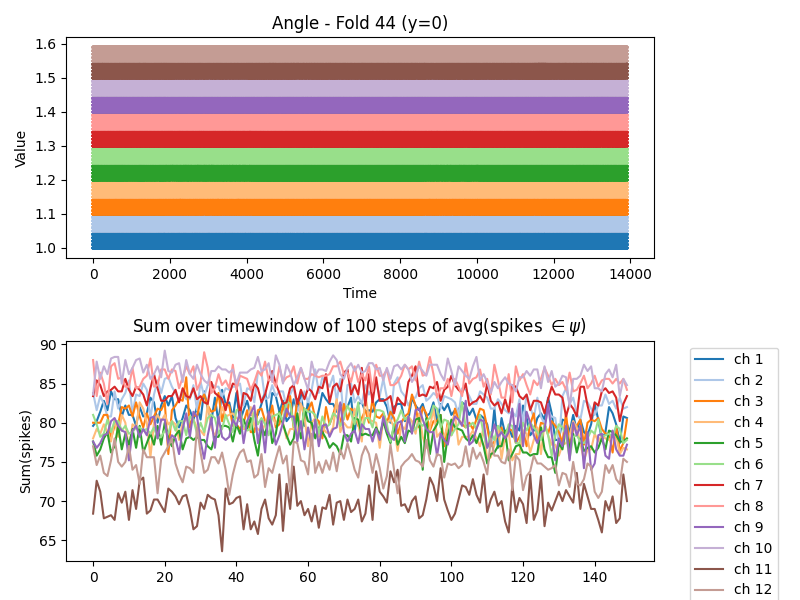 Angle - Fold 44 (y=0)
Value
1.6
1.5
1.4
1.3
1.2
1.1
1.0
0 2000 4000 6000 8000 10000 12000 14000
Time
Sum over timewindow of 100 steps of avg(spikes ∈ ψ)
Sum(spikes)
90
85
80
75
70
65
0 20 40 60 80 100 120 140
ch 1
ch 2
ch 3
ch 4
ch 5
ch 6
ch 7
ch 8
ch 9
ch 10
ch 11
ch 12